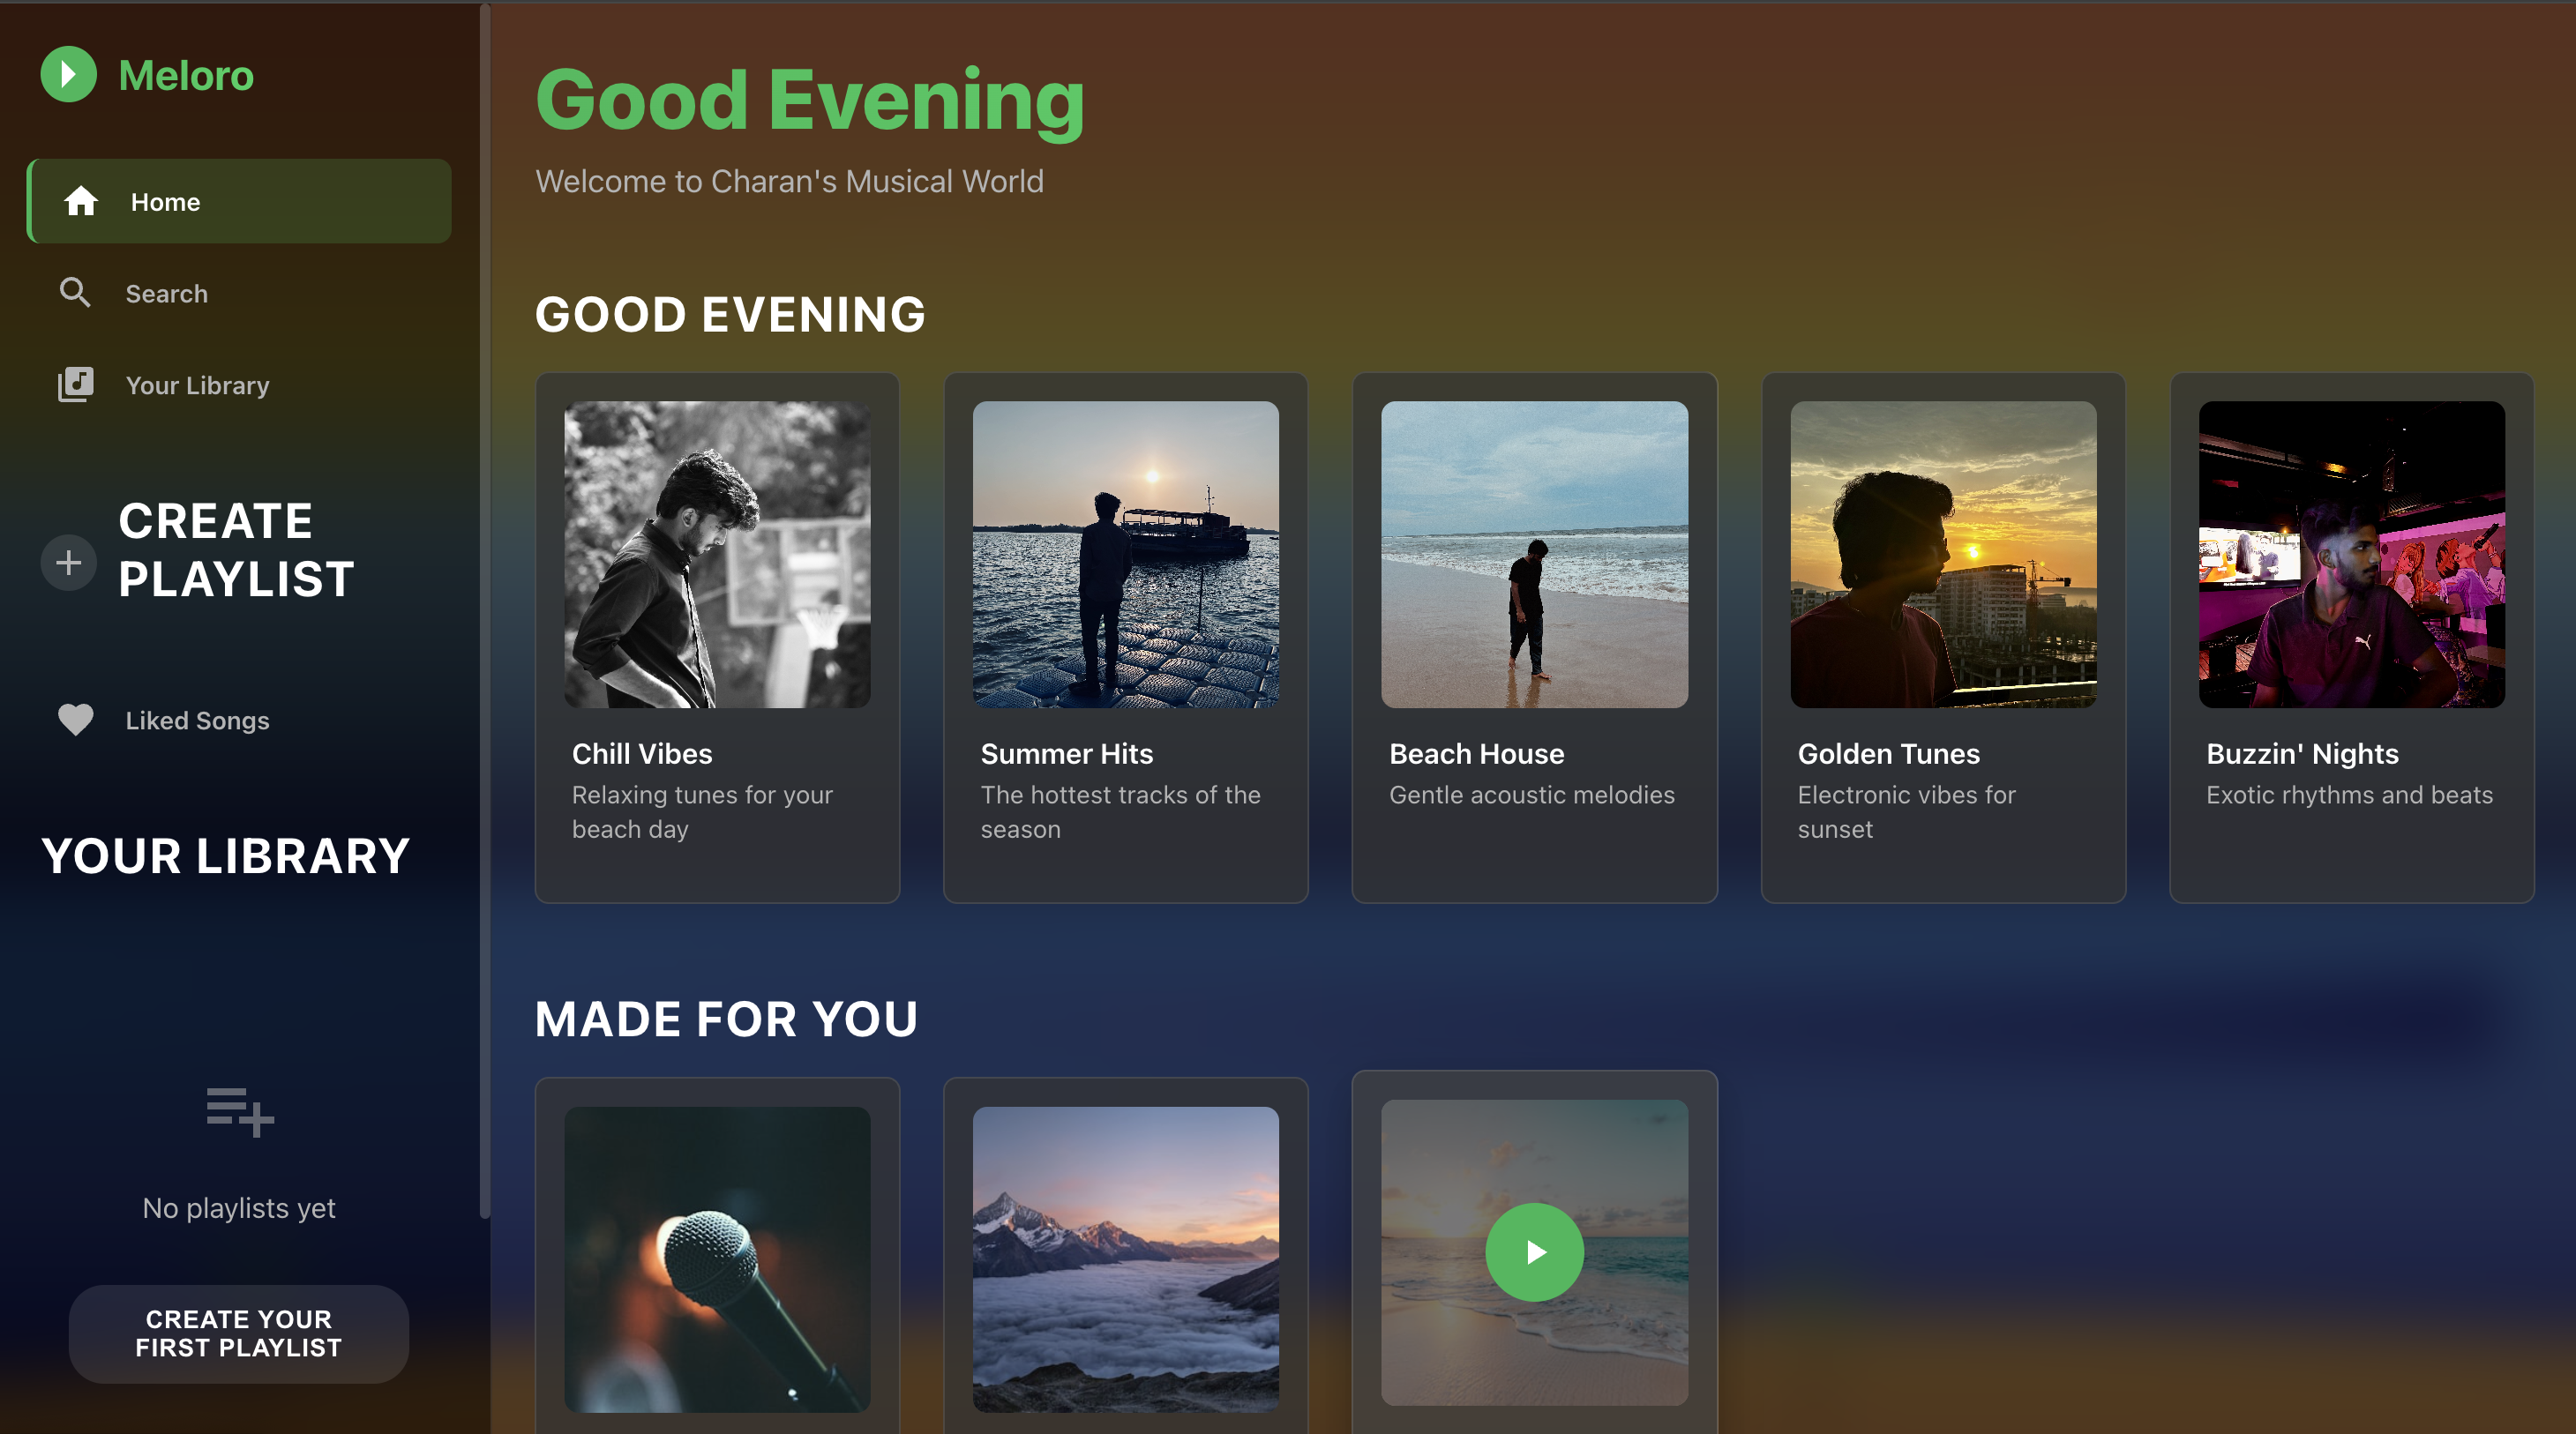 Meloro
Home
Search
Your Library
CREATE
PLAYLIST
Liked Songs
YOUR LIBRARY
No playlists yet
CREATE YOUR
FIRST PLAYLIST
Good Evening
Welcome to Charan's Musical World
GOOD EVENING
Chill Vibes
Relaxing tunes for your
beach day
Summer Hits
The hottest tracks of the
season
Beach House
Gentle acoustic melodies
Golden Tunes
Electronic vibes for
sunset
Buzzin' Nights
Exotic rhythms and beats
MADE FOR YOU